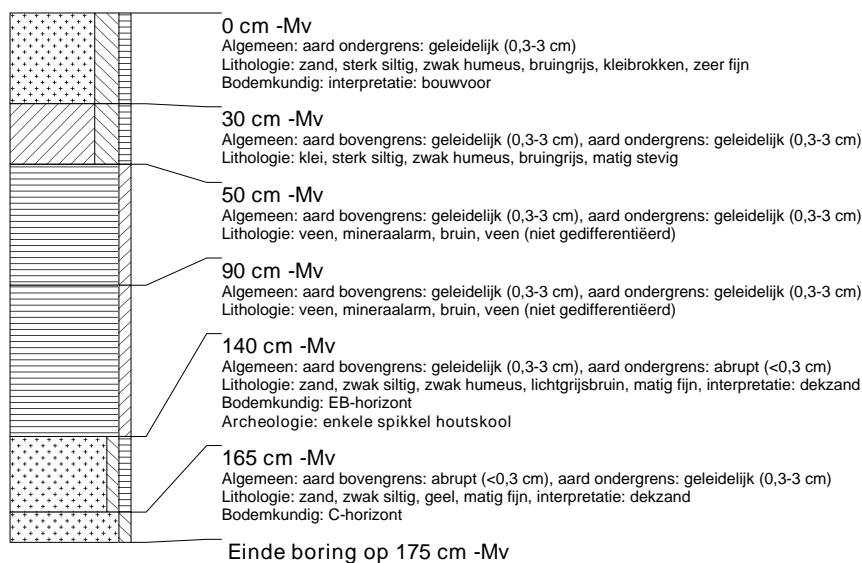 0 cm -Mv
Algemeen: aard ondergrens: geleidelijk (0,3-3 cm)
Lithologie: zand, sterk siltig, zwak humeus, bruingrijs, kleibrokken, zeer fijn
Bodemkundig: interpretatie: bouwvoor
30 cm -Mv
Algemeen: aard bovengrens: geleidelijk (0,3-3 cm), aard ondergrens: geleidelijk (0,3-3 cm)
Lithologie: klei, sterk siltig, zwak humeus, bruingrijs, matig stevig
50 cm -Mv
Algemeen: aard bovengrens: geleidelijk (0,3-3 cm), aard ondergrens: geleidelijk (0,3-3 cm)
Lithologie: veen, mineraalarm, bruin, veen (niet gedifferentiëerd)
90 cm -Mv
Algemeen: aard bovengrens: geleidelijk (0,3-3 cm), aard ondergrens: geleidelijk (0,3-3 cm)
Lithologie: veen, mineraalarm, bruin, veen (niet gedifferentiëerd)
140 cm -Mv
Algemeen: aard bovengrens: geleidelijk (0,3-3 cm), aard ondergrens: abrupt (<0,3 cm)
Lithologie: zand, zwak siltig, zwak humeus, lichtgrijsbruin, matig fijn, interpretatie: dekzand
Bodemkundig: EB-horizont
Archeologie: enkele spikkel houtskool
165 cm -Mv
Algemeen: aard bovengrens: abrupt (<0,3 cm), aard ondergrens: geleidelijk (0,3-3 cm)
Lithologie: zand, zwak siltig, geel, matig fijn, interpretatie: dekzand
Bodemkundig: C-horizont
Einde boring op 175 cm -Mv